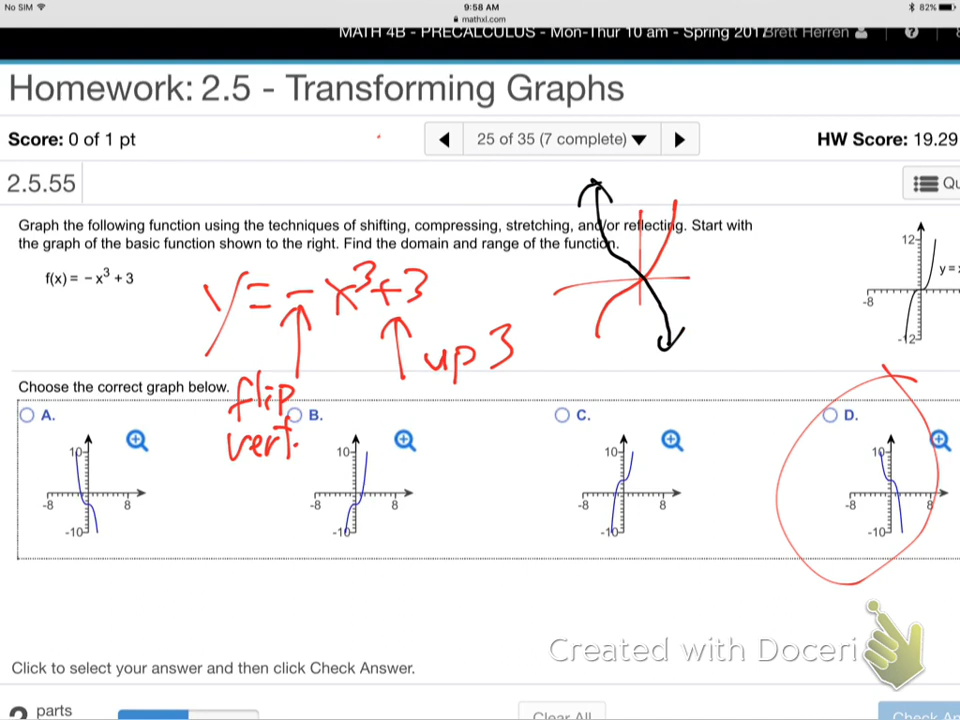 No SIM 9:58 AM 82%
mathxl.com
MATH 4B - PRECALCULUS - Mon-Thur 10 am - Spring 201 Brett Herren
Homework: 2.5 - Transforming Graphs
Score: 0 of 1 pt
25 of 35 (7 complete)
HW Score: 19.29
2.5.55
Graph the following function using the techniques of shifting, compressing, stretching, and/or reflecting. Start with
the graph of the basic function shown to the right. Find the domain and range of the function.
f(x) = − x³ + 3
y = − x³ + 3
flip
vert.
up 3
12
y =
-8
-12
Choose the correct graph below.
A.
B.
C.
D.
10
-8
8
-10
10
-8
8
-10
10
-8
8
-10
10
-8
8
-10
Created with Doceri
Click to select your answer and then click Check Answer.
parts
Clear All